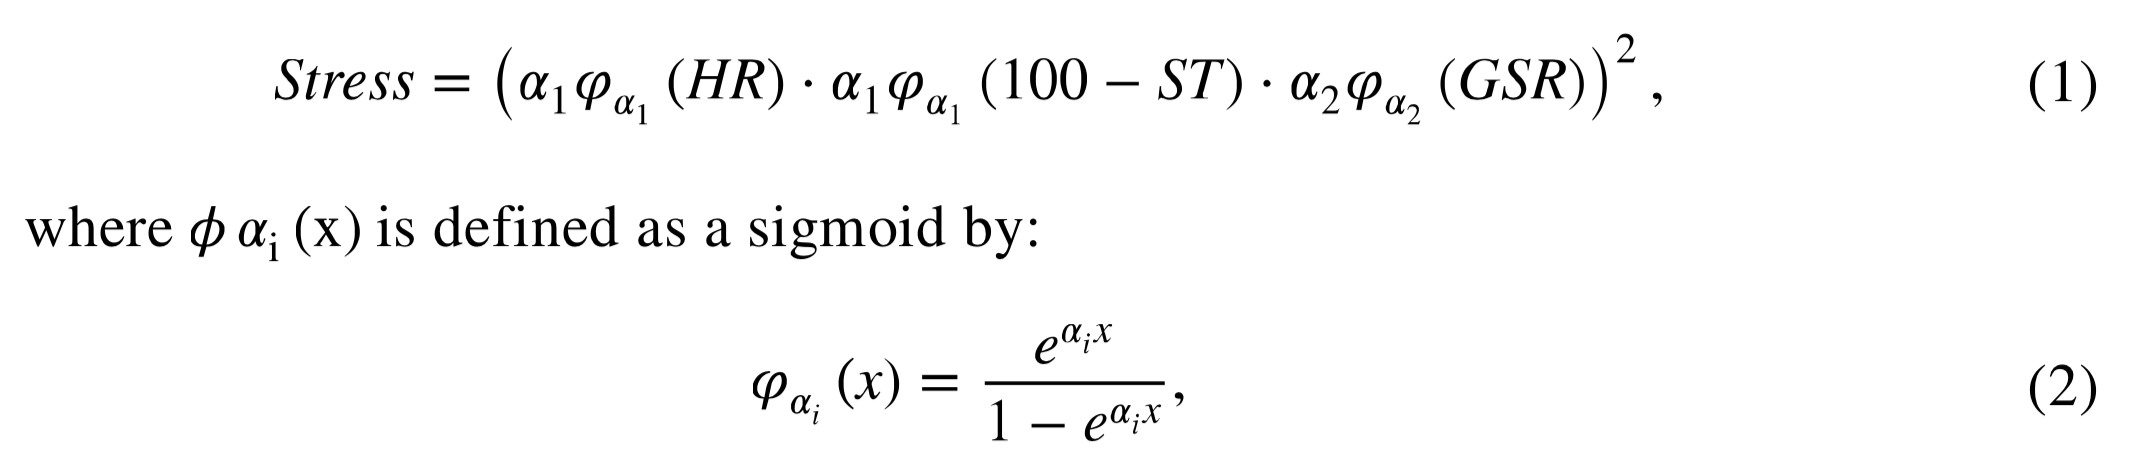 Stress = (α₁φ_{α₁} (HR) · α₁φ_{α₁} (100 − ST) · α₂φ_{α₂} (GSR))², (1)
where ϕ αᵢ (x) is defined as a sigmoid by:
φ_{αᵢ} (x) = e^{αᵢx} / (1 − e^{αᵢx}), (2)